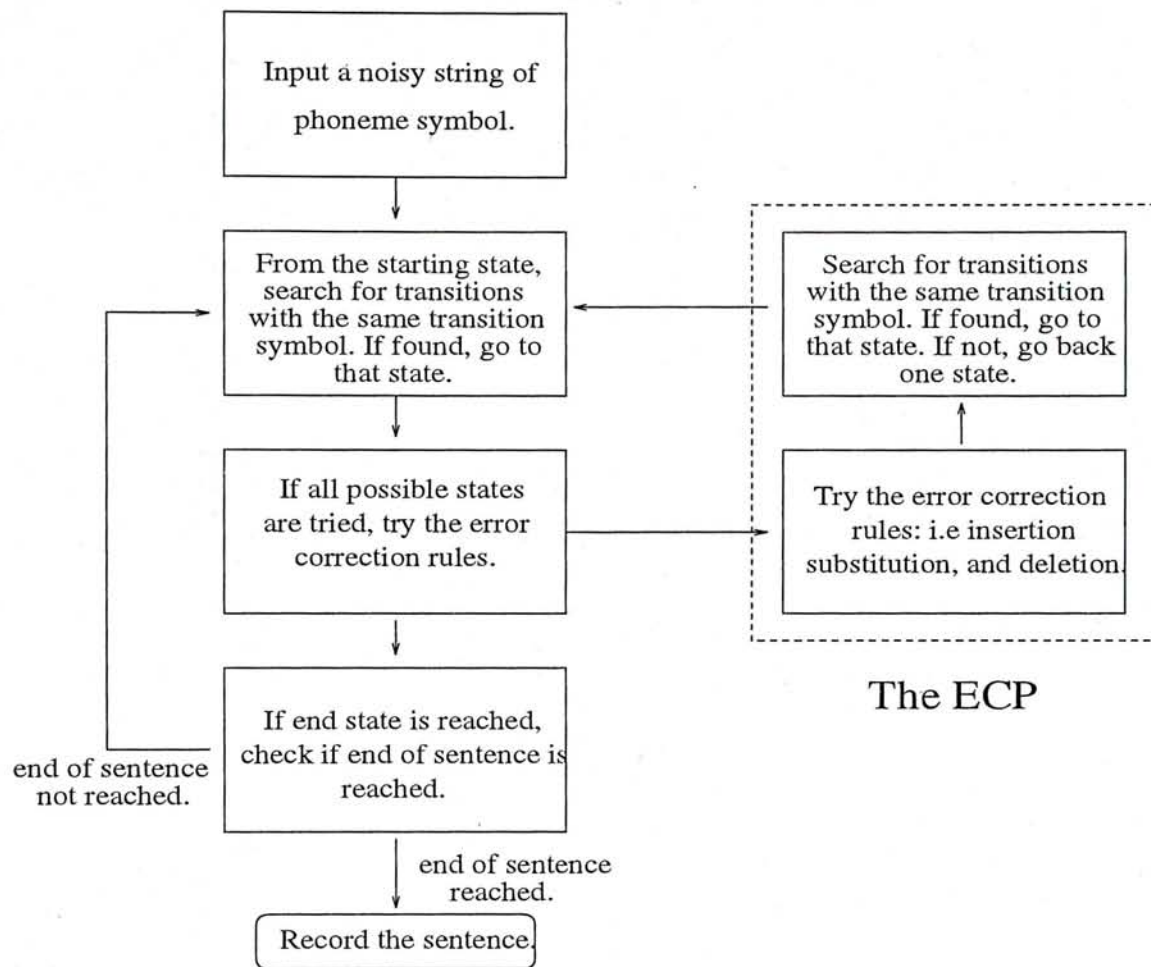 Input a noisy string of
phoneme symbol.
From the starting state,
search for transitions
with the same transition
symbol. If found, go to
that state.
Search for transitions
with the same transition
symbol. If found, go to
that state. If not, go back
one state.
If all possible states
are tried, try the error
correction rules.
Try the error correction
rules: i.e insertion
substitution, and deletion.
The ECP
If end state is reached,
check if end of sentence is
reached.
end of sentence
not reached.
end of sentence
reached.
Record the sentence.